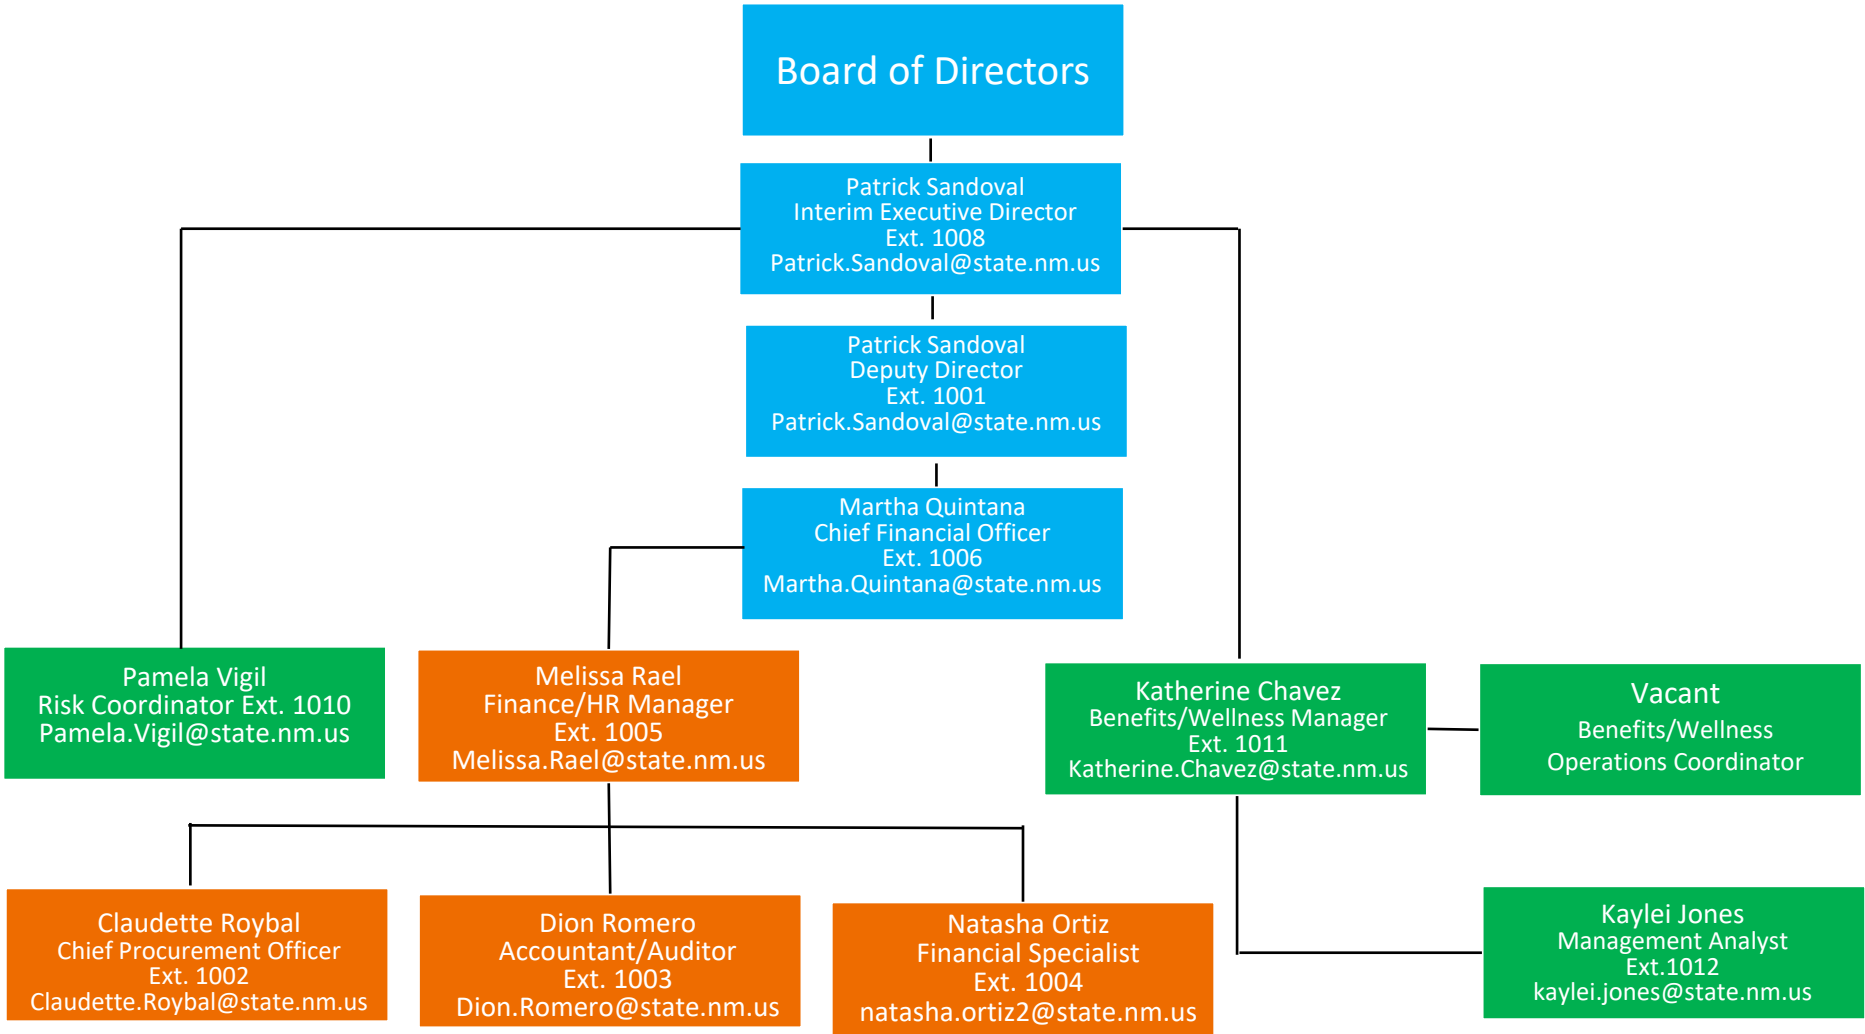 Board of Directors
Patrick Sandoval
Interim Executive Director
Ext. 1008
Patrick.Sandoval@state.nm.us
Patrick Sandoval
Deputy Director
Ext. 1001
Patrick.Sandoval@state.nm.us
Martha Quintana
Chief Financial Officer
Ext. 1006
Martha.Quintana@state.nm.us
Pamela Vigil
Risk Coordinator Ext. 1010
Pamela.Vigil@state.nm.us
Melissa Rael
Finance/HR Manager
Ext. 1005
Melissa.Rael@state.nm.us
Katherine Chavez
Benefits/Wellness Manager
Ext. 1011
Katherine.Chavez@state.nm.us
Vacant
Benefits/Wellness
Operations Coordinator
Claudette Roybal
Chief Procurement Officer
Ext. 1002
Claudette.Roybal@state.nm.us
Dion Romero
Accountant/Auditor
Ext. 1003
Dion.Romero@state.nm.us
Natasha Ortiz
Financial Specialist
Ext. 1004
natasha.ortiz2@state.nm.us
Kaylei Jones
Management Analyst
Ext.1012
kaylei.jones@state.nm.us